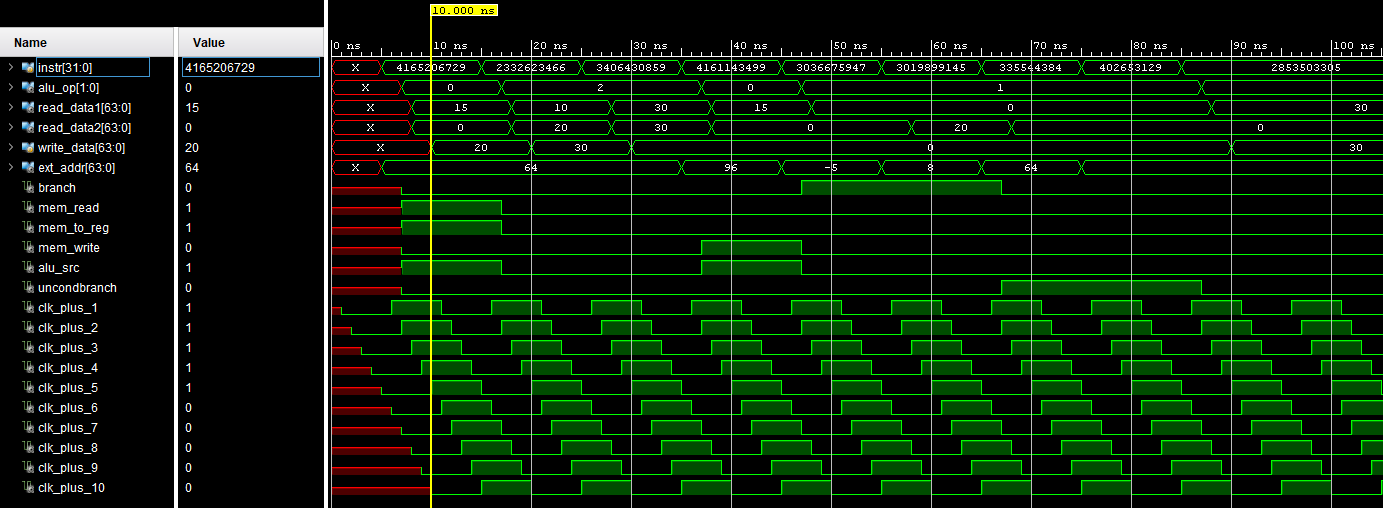 10.000 ns
Name Value 0 ns 10 ns 20 ns 30 ns 40 ns 50 ns 60 ns 70 ns 80 ns 90 ns 100 ns
instr[31:0] 4165206729 X 4165206729 2332623466 3406430859 4161143499 3036675947 3019899145 335544384 402653129 2853503305
alu_op[1:0] 0 X 0 2 0 1
read_data1[63:0] 15 X 15 10 30 15 0 30
read_data2[63:0] 0 X 0 20 30 0 20 0
write_data[63:0] 20 X 20 30 0 30
ext_addr[63:0] 64 X 64 96 -5 8 64
branch 0
mem_read 1
mem_to_reg 1
mem_write 0
alu_src 1
uncondbranch 0
clk_plus_1 1
clk_plus_2 1
clk_plus_3 1
clk_plus_4 1
clk_plus_5 1
clk_plus_6 0
clk_plus_7 0
clk_plus_8 0
clk_plus_9 0
clk_plus_10 0